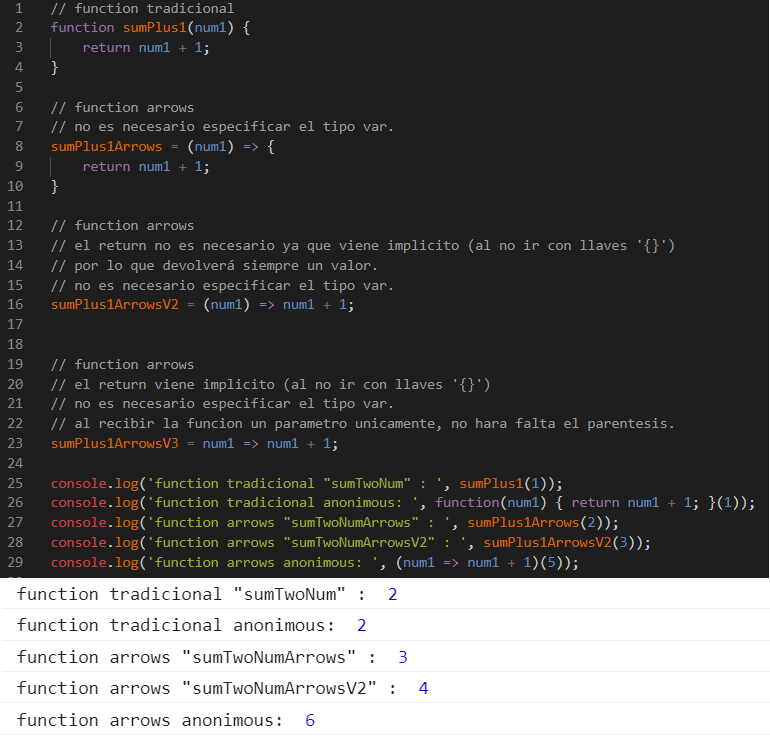 1 // function tradicional
2 function sumPlus1(num1) {
3     return num1 + 1;
4 }
5
6 // function arrows
7 // no es necesario especificar el tipo var.
8 sumPlus1Arrows = (num1) => {
9     return num1 + 1;
10 }
11
12 // function arrows
13 // el return no es necesario ya que viene implicito (al no ir con llaves '{}')
14 // por lo que devolverá siempre un valor.
15 // no es necesario especificar el tipo var.
16 sumPlus1ArrowsV2 = (num1) => num1 + 1;
17
18
19 // function arrows
20 // el return viene implicito (al no ir con llaves '{}')
21 // no es necesario especificar el tipo var.
22 // al recibir la funcion un parametro unicamente, no hara falta el parentesis.
23 sumPlus1ArrowsV3 = num1 => num1 + 1;
24
25 console.log('function tradicional "sumTwoNum" : ', sumPlus1(1));
26 console.log('function tradicional anonimous: ', function(num1) { return num1 + 1; }(1));
27 console.log('function arrows "sumTwoNumArrows" : ', sumPlus1Arrows(2));
28 console.log('function arrows "sumTwoNumArrowsV2" : ', sumPlus1ArrowsV2(3));
29 console.log('function arrows anonimous: ', (num1 => num1 + 1)(5));
function tradicional "sumTwoNum" :  2
function tradicional anonimous:  2
function arrows "sumTwoNumArrows" :  3
function arrows "sumTwoNumArrowsV2" :  4
function arrows anonimous:  6